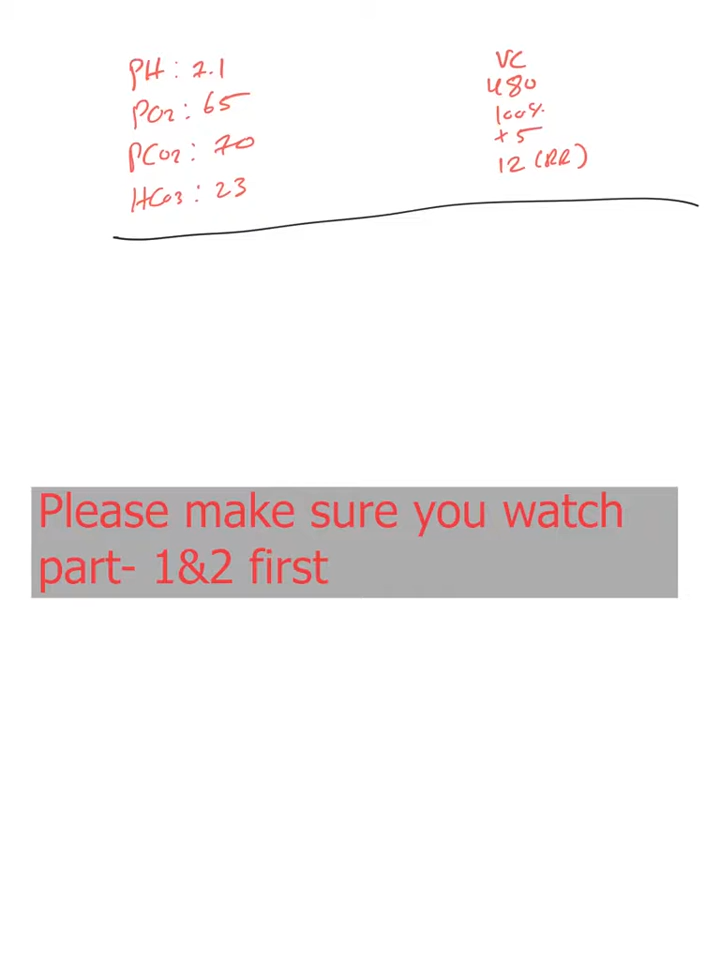 PH : 7.1
PO2 : 65
PCO2 : 70
HCO3 : 23
VC
480
100%
+5
12 (RR)
Please make sure you watch
part- 1&2 first